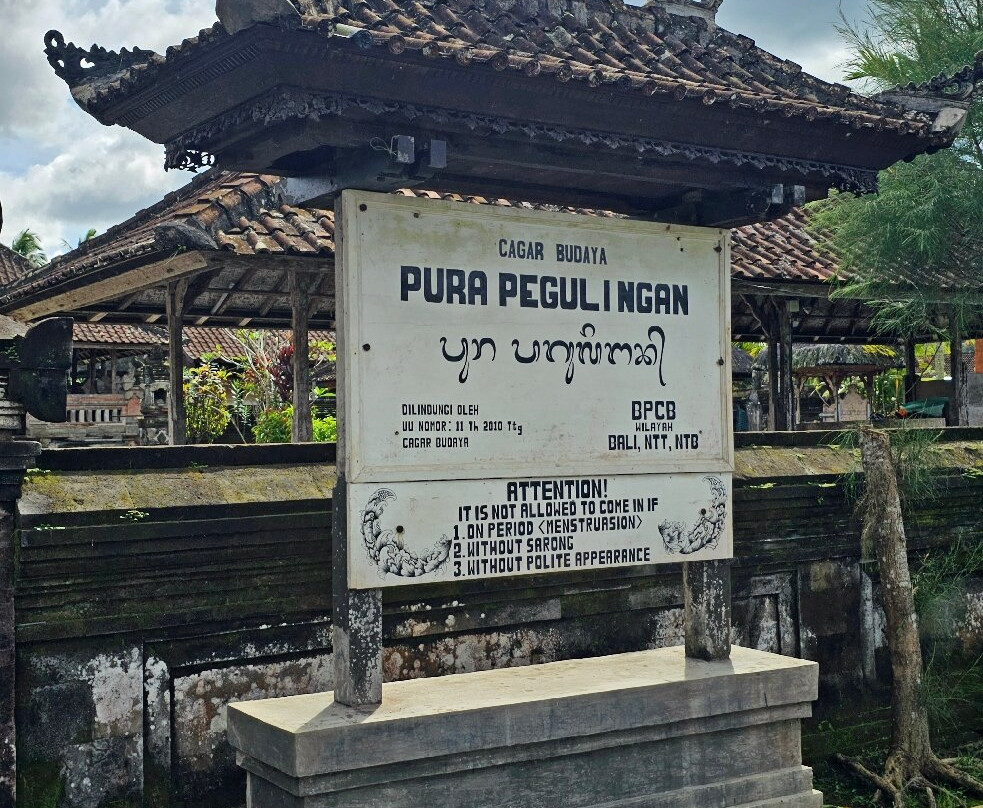 CAGAR BUDAYA
PURA PEGULINGAN
ᬧᬸᬭ ᬧᬕᬸᬮᬶᬗᬦ᭄
DILINDUNGI OLEH
UU NOMOR: 11 Th 2010 Ttg
CAGAR BUDAYA
BPCB
WILAYAH
BALI, NTT, NTB
ATTENTION!
IT IS NOT ALLOWED TO COME IN IF
1. ON PERIOD <MENSTRUASION>
2. WITHOUT SARONG
3. WITHOUT POLITE APPEARANCE